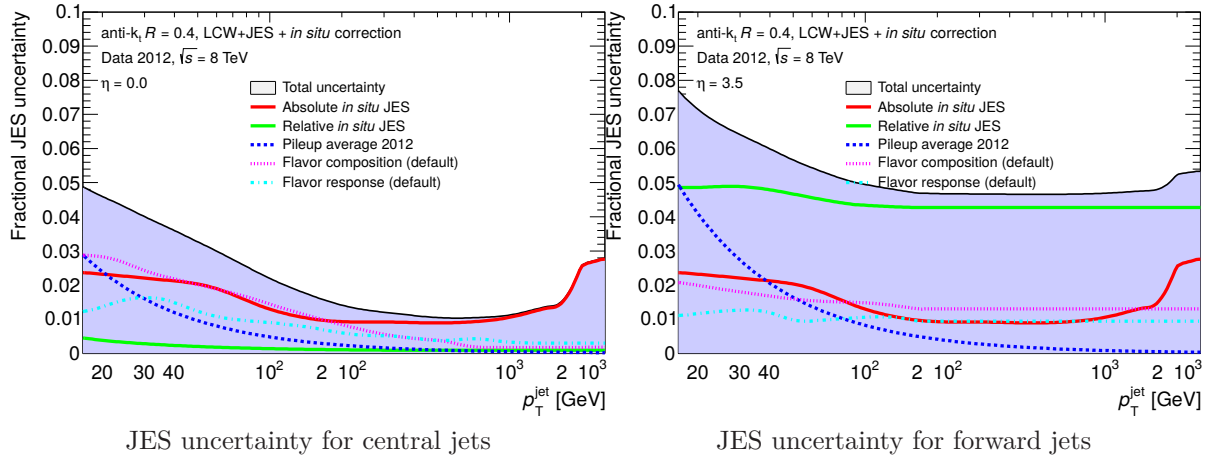 Fractional JES uncertainty
0.1
0.09
0.08
0.07
0.06
0.05
0.04
0.03
0.02
0.01
0
anti-kt R = 0.4, LCW+JES + in situ correction
Data 2012, √s = 8 TeV
η = 0.0
Total uncertainty
Absolute in situ JES
Relative in situ JES
Pileup average 2012
Flavor composition (default)
Flavor response (default)
20 30 40 10² 2 10² 10³ 2 10³
pTjet [GeV]
JES uncertainty for central jets
Fractional JES uncertainty
0.1
0.09
0.08
0.07
0.06
0.05
0.04
0.03
0.02
0.01
0
anti-kt R = 0.4, LCW+JES + in situ correction
Data 2012, √s = 8 TeV
η = 3.5
Total uncertainty
Absolute in situ JES
Relative in situ JES
Pileup average 2012
Flavor composition (default)
Flavor response (default)
20 30 40 10² 2 10² 10³ 2 10³
pTjet [GeV]
JES uncertainty for forward jets